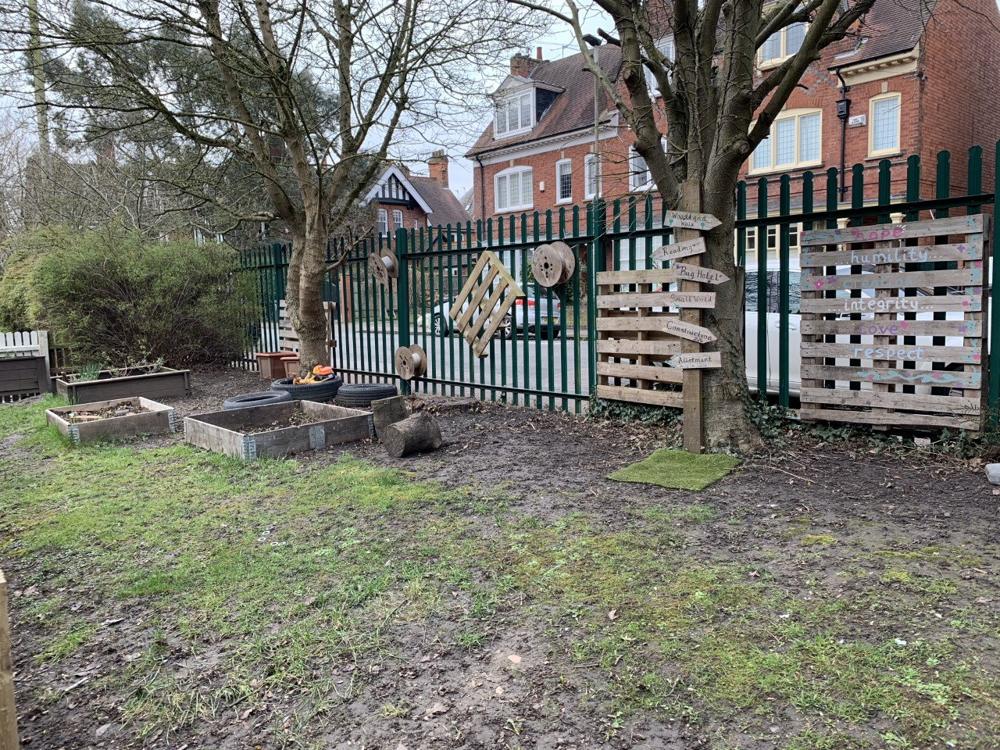 Woodland
Walk
Reading
"Bug Hotel"
Small World
Construction
Allotment
hope
humility...
...integrity...
love
respect